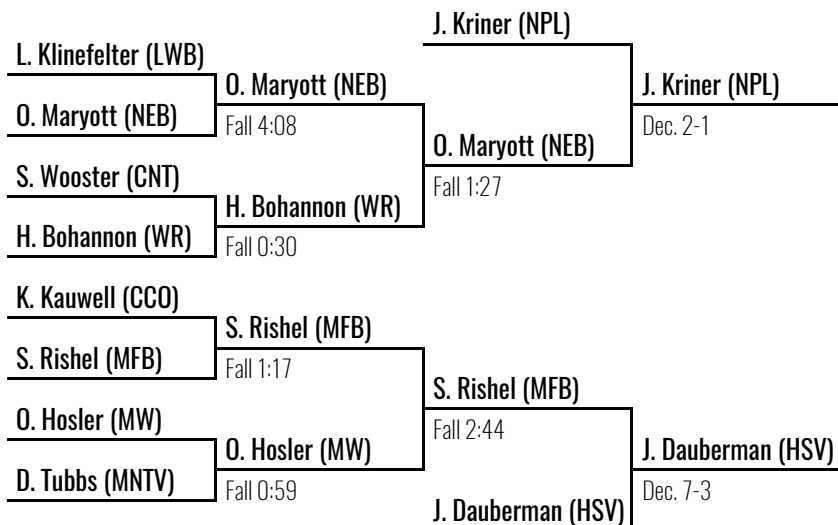 J. Kriner (NPL)
L. Klinefelter (LWB)
O. Maryott (NEB)
J. Kriner (NPL)
O. Maryott (NEB)
Fall 4:08
Dec. 2-1
O. Maryott (NEB)
S. Wooster (CNT)
Fall 1:27
H. Bohannon (WR)
H. Bohannon (WR)
Fall 0:30
K. Kauwell (CCO)
S. Rishel (MFB)
S. Rishel (MFB)
Fall 1:17
S. Rishel (MFB)
O. Hosler (MW)
Fall 2:44
O. Hosler (MW)
J. Dauberman (HSV)
D. Tubbs (MNTV)
Fall 0:59
Dec. 7-3
J. Dauberman (HSV)